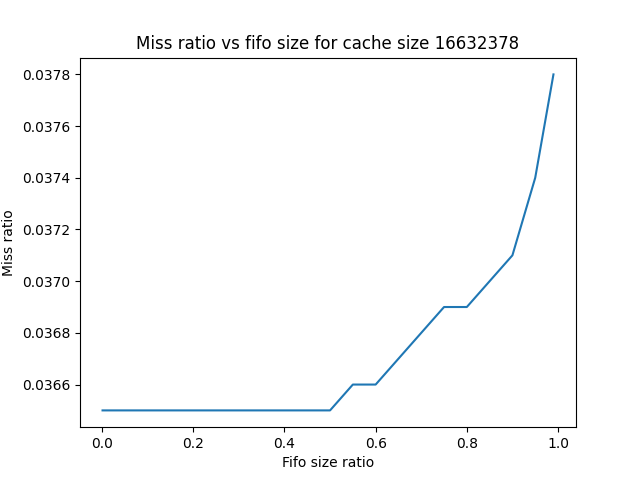 Miss ratio vs fifo size for cache size 16632378
0.0378
0.0376
0.0374
0.0372
0.0370
0.0368
0.0366
Miss ratio
0.0 0.2 0.4 0.6 0.8 1.0
Fifo size ratio